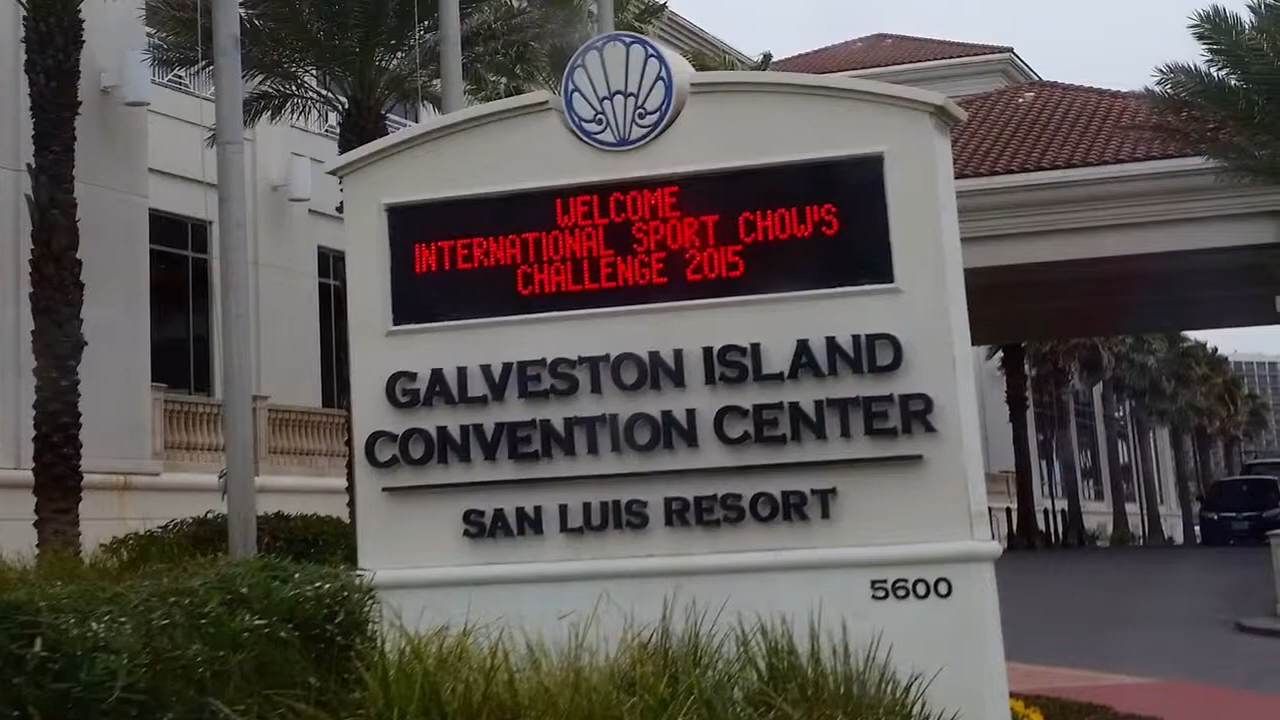 WELCOME
INTERNATIONAL SPORT CHOW'S
CHALLENGE 2015
GALVESTON ISLAND
CONVENTION CENTER
SAN LUIS RESORT
5600